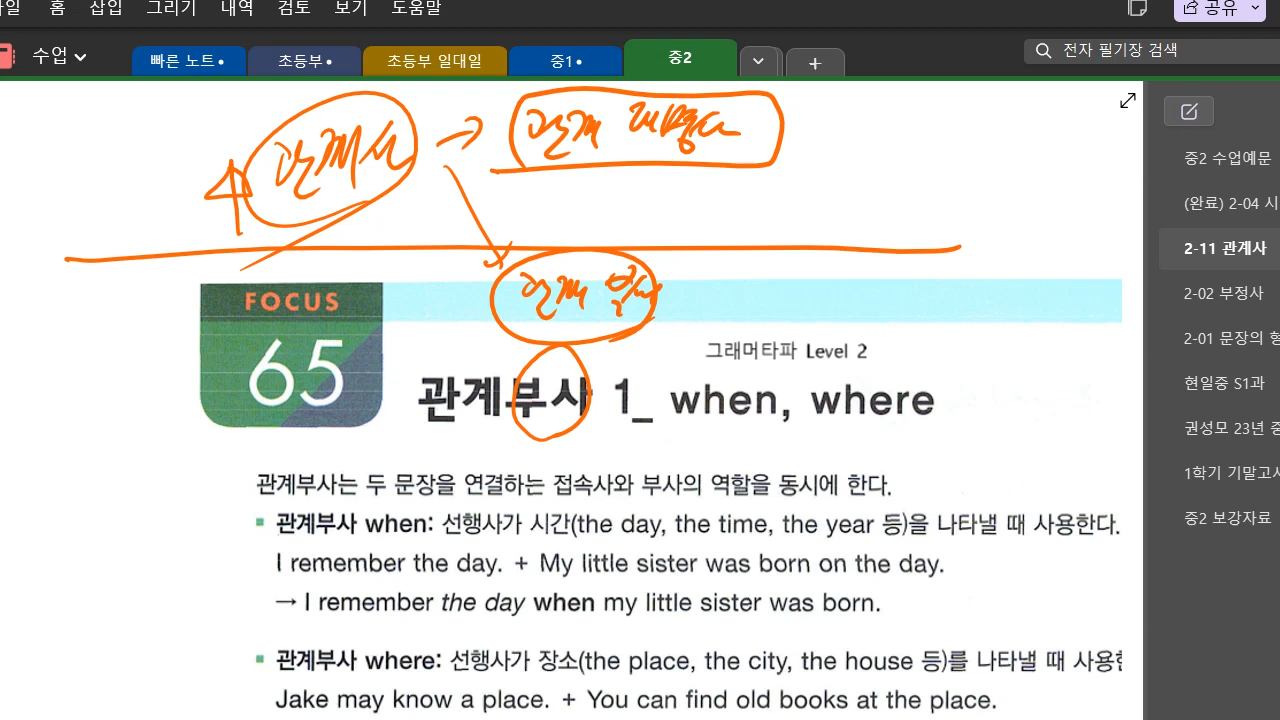 홈 삽입 그리기 내역 검토 보기 도움말 공유
수업 빠른 노트 초등부 초등부 일대일 중1 중2 전자 필기장 검색
관계사 → 관계 대명사
관계 부사
FOCUS
65
그래머타파 Level 2
관계부사 1_ when, where
관계부사는 두 문장을 연결하는 접속사와 부사의 역할을 동시에 한다.
관계부사 when: 선행사가 시간(the day, the time, the year 등)을 나타낼 때 사용한다.
I remember the day. + My little sister was born on the day.
→ I remember the day when my little sister was born.
관계부사 where: 선행사가 장소(the place, the city, the house 등)를 나타낼 때 사용
Jake may know a place. + You can find old books at the place.
중2 수업예문
(완료) 2-04 시
2-11 관계사
2-02 부정사
2-01 문장의 형
현일중 S1과
권성모 23년 중
1학기 기말고사
중2 보강자료